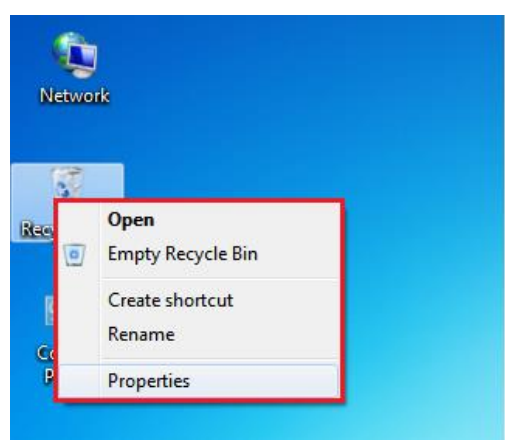 Network
Open
Empty Recycle Bin
Create shortcut
Rename
Properties